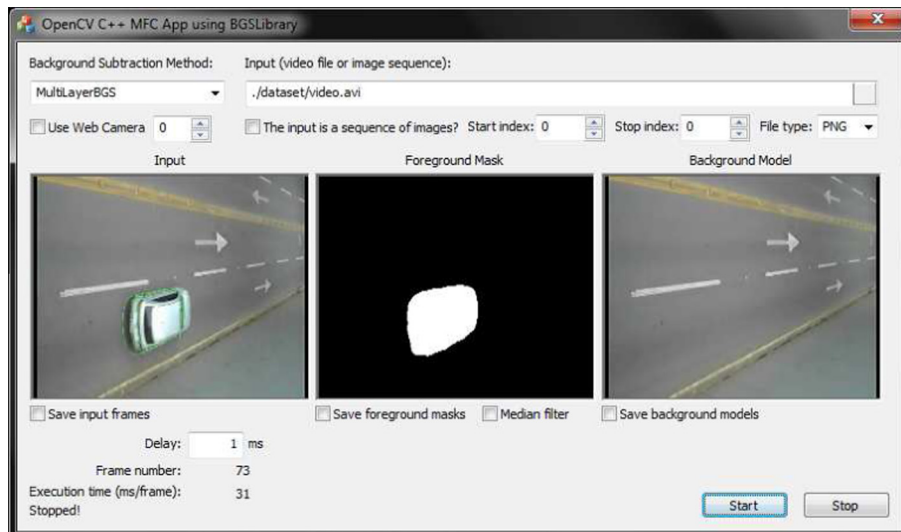 OpenCV C++ MFC App using BGSLibrary
Background Subtraction Method: Input (video file or image sequence):
MultiLayerBGS ./dataset/video.avi
Use Web Camera 0 The input is a sequence of images? Start index: 0 Stop index: 0 File type: PNG
Input Foreground Mask Background Model
Save input frames Save foreground masks Median filter Save background models
Delay: 1 ms
Frame number: 73
Execution time (ms/frame): 31
Stopped! Start Stop